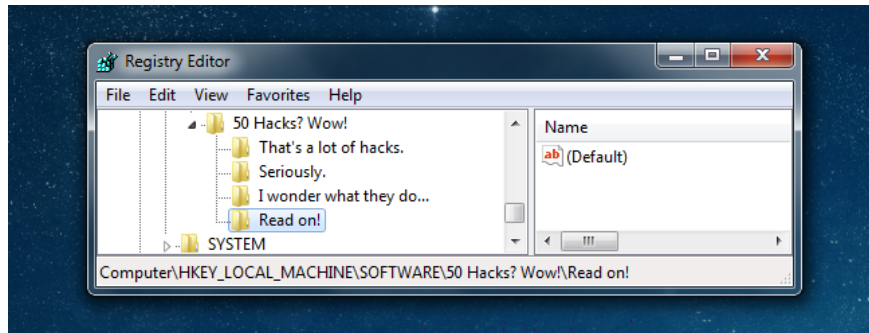 Registry Editor
File Edit View Favorites Help
50 Hacks? Wow!
That's a lot of hacks.
Seriously.
I wonder what they do...
Read on!
SYSTEM
Name
ab (Default)
Computer\HKEY_LOCAL_MACHINE\SOFTWARE\50 Hacks? Wow!\Read on!